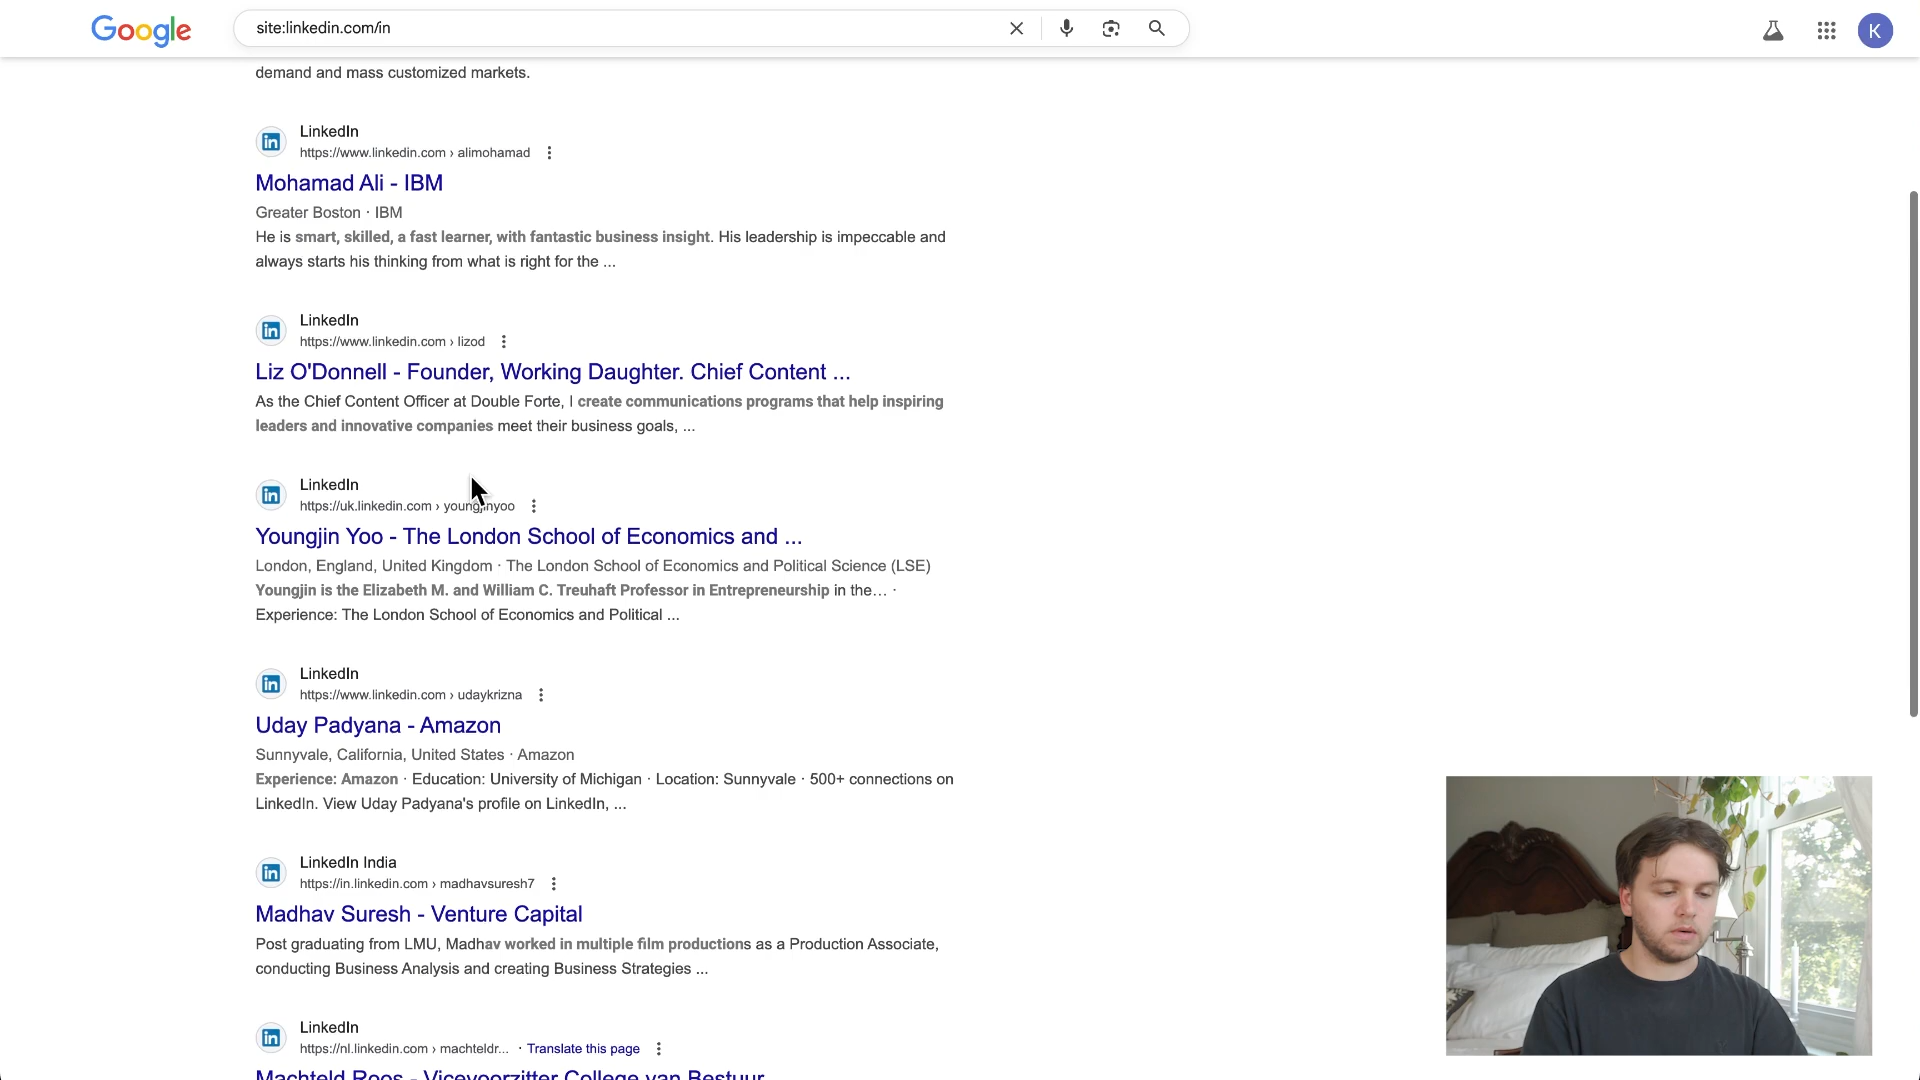 Google
site:linkedin.com/in
K
demand and mass customized markets.
LinkedIn
https://www.linkedin.com › alimohamad
Mohamad Ali - IBM
Greater Boston · IBM
He is smart, skilled, a fast learner, with fantastic business insight. His leadership is impeccable and
always starts his thinking from what is right for the ...
LinkedIn
https://www.linkedin.com › lizod
Liz O'Donnell - Founder, Working Daughter. Chief Content ...
As the Chief Content Officer at Double Forte, I create communications programs that help inspiring
leaders and innovative companies meet their business goals, ...
LinkedIn
https://uk.linkedin.com › youngjinyoo
Youngjin Yoo - The London School of Economics and ...
London, England, United Kingdom · The London School of Economics and Political Science (LSE)
Youngjin is the Elizabeth M. and William C. Treuhaft Professor in Entrepreneurship in the... ·
Experience: The London School of Economics and Political ...
LinkedIn
https://www.linkedin.com › udaykrizna
Uday Padyana - Amazon
Sunnyvale, California, United States · Amazon
Experience: Amazon · Education: University of Michigan · Location: Sunnyvale · 500+ connections on
LinkedIn. View Uday Padyana's profile on LinkedIn, ...
LinkedIn India
https://in.linkedin.com › madhavsuresh7
Madhav Suresh - Venture Capital
Post graduating from LMU, Madhav worked in multiple film productions as a Production Associate,
conducting Business Analysis and creating Business Strategies ...
LinkedIn
https://nl.linkedin.com › machteldr... · Translate this page
Machteld Roos - Vicevoorzitter College van Bestuur